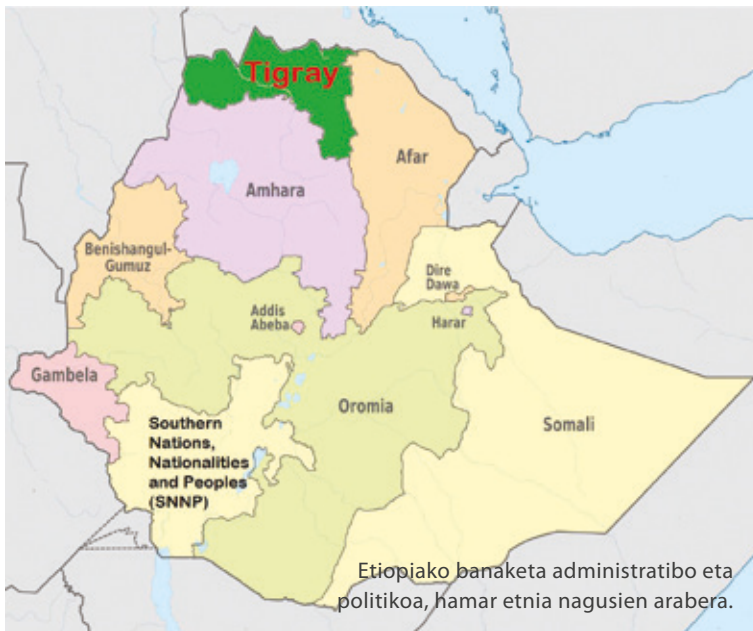 Tigray
Afar
Amhara
Benishangul-
Gumuz
Dire
Dawa
Addis
Abeba
Harar
Gambela
Oromia
Somali
Southern
Nations,
Nationalities
and Peoples
(SNNP)
Etiopiako banaketa administratibo eta
politikoa, hamar etnia nagusien arabera.